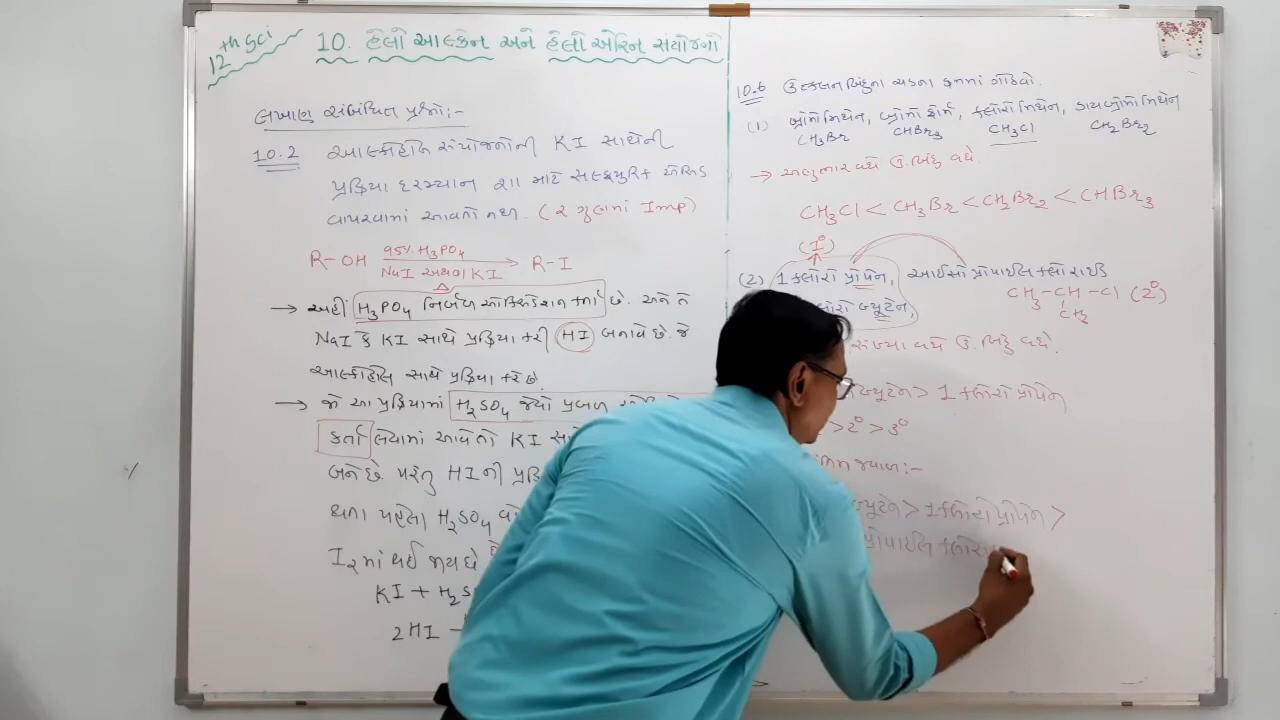 12th Sci
10. હેલો આલ્કેન અને હેલો એરિન સંયોજનો
લખાણ સંબંધિત પ્રશ્નો:-
10.2 આલ્કોહોલ સંયોજનોની KI સાથેની
પ્રક્રિયા દરમ્યાન શા માટે સલ્ફ્યુરિક એસિડ
વાપરવામાં આવતો નથી. (2 ગુણમાં Imp)
R-OH 95% H3PO4 NaI અથવા KI Δ → R-I
→ અહીં H3PO4 નિર્બળ ઓક્સિડેશન કર્તા છે. અને તે
NaI કે KI સાથે પ્રક્રિયા કરી HI બનાવે છે. જે
આલ્કોહોલ સાથે પ્રક્રિયા કરે છે.
→ જો આ પ્રક્રિયામાં H2SO4 જેવો પ્રબળ
કર્તા લેવામાં આવે તો KI
બને છે. પરંતુ HI ની
થતા પહેલા H2SO4
I2 માં થઈ જાય છે
KI + H2S
2HI
10.6 ઉત્કલનબિંદુના ચડતા ક્રમમાં ગોઠવો.
(1) બ્રોમોમિથેન, બ્રોમોફોર્મ, ક્લોરોમિથેન, ડાયબ્રોમોમિથેન
CH3Br CHBr3 CH3Cl CH2Br2
→ અણુભાર વધે ઉ.બિંદુ વધે.
CH3Cl < CH3Br < CH2Br2 < CHBr3
(1°)
(2) 1 ક્લોરો પ્રોપેન, આઈસો પ્રોપાઈલ ક્લોરાઈડ
CH3-CH-Cl (2°)
CH3
લોરો બ્યુટેન,
સંખ્યા વધે ઉ.બિંદુ વધે.
બ્યુટેન > 1 ક્લોરો પ્રોપેન
> 2° > 3°
જવાબ:-
બ્યુટેન > 1 ક્લોરો પ્રોપેન >
પ્રોપાઈલ